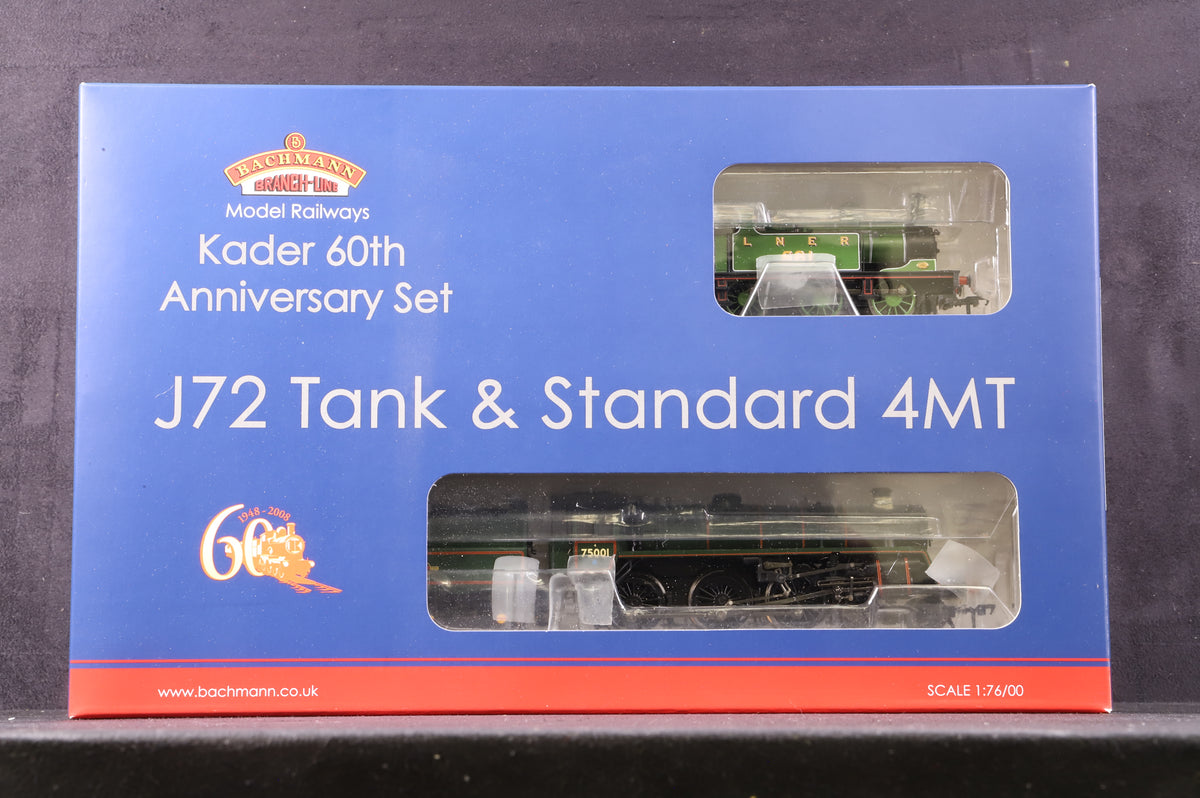 BACHMANN
BRANCH-LINE
Model Railways
Kader 60th
Anniversary Set
L N E R
J72 Tank & Standard 4MT
1948-2008
60
75001
www.bachmann.co.uk
SCALE 1:76/00